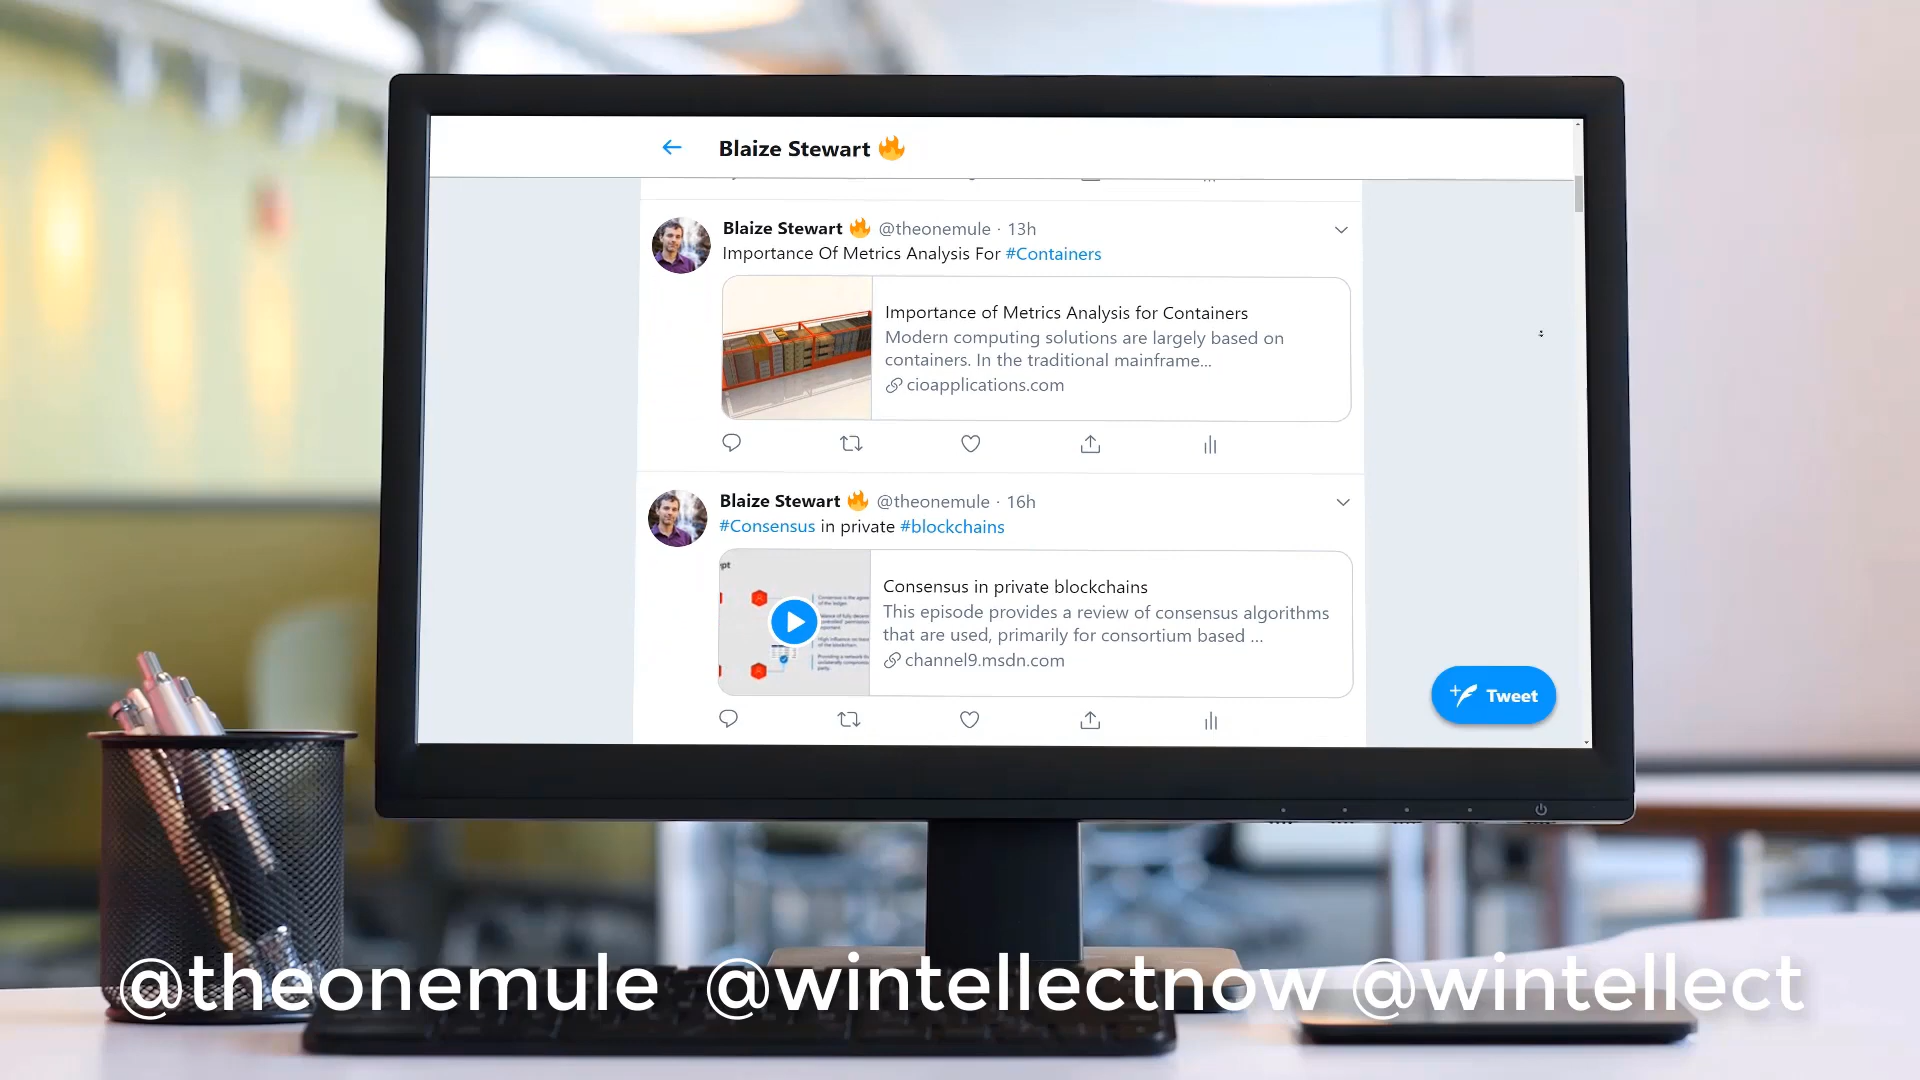 Blaize Stewart 🔥
Blaize Stewart 🔥 @theonemule · 13h
Importance Of Metrics Analysis For #Containers
Importance of Metrics Analysis for Containers
Modern computing solutions are largely based on
containers. In the traditional mainframe...
cioapplications.com
Blaize Stewart 🔥 @theonemule · 16h
#Consensus in private #blockchains
Consensus in private blockchains
This episode provides a review of consensus algorithms
that are used, primarily for consortium based ...
channel9.msdn.com
Tweet
@theonemule @wintellectnow @wintellect